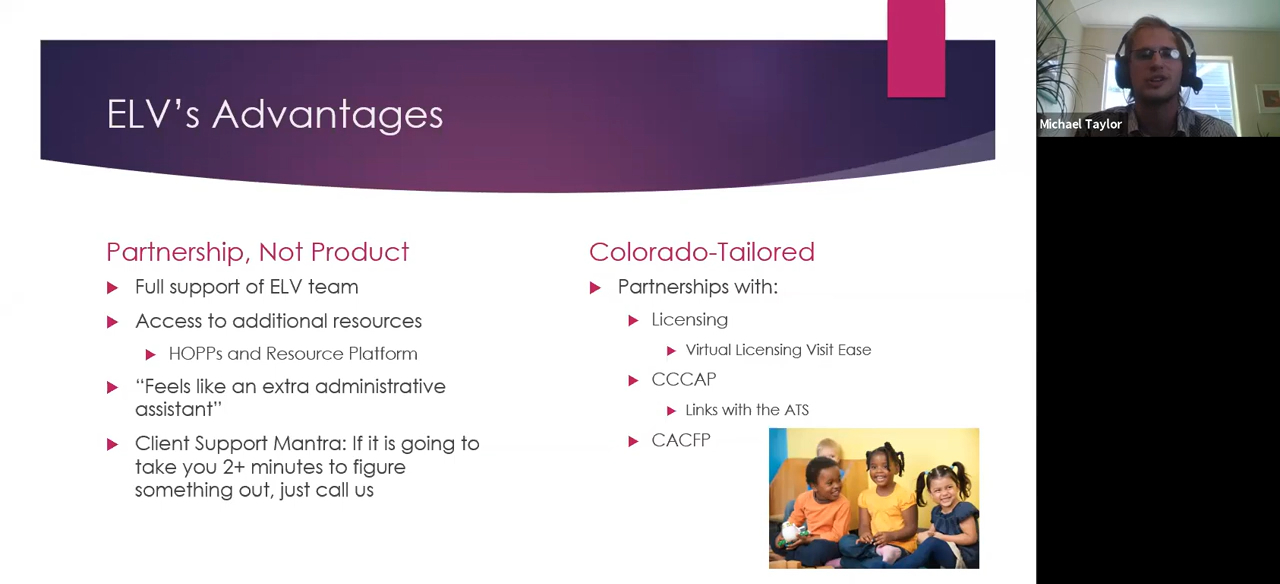 ELV’s Advantages
Michael Taylor
Partnership, Not Product
Full support of ELV team
Access to additional resources
HOPPs and Resource Platform
“Feels like an extra administrative
assistant”
Client Support Mantra: If it is going to
take you 2+ minutes to figure
something out, just call us
Colorado-Tailored
Partnerships with:
Licensing
Virtual Licensing Visit Ease
CCCAP
Links with the ATS
CACFP